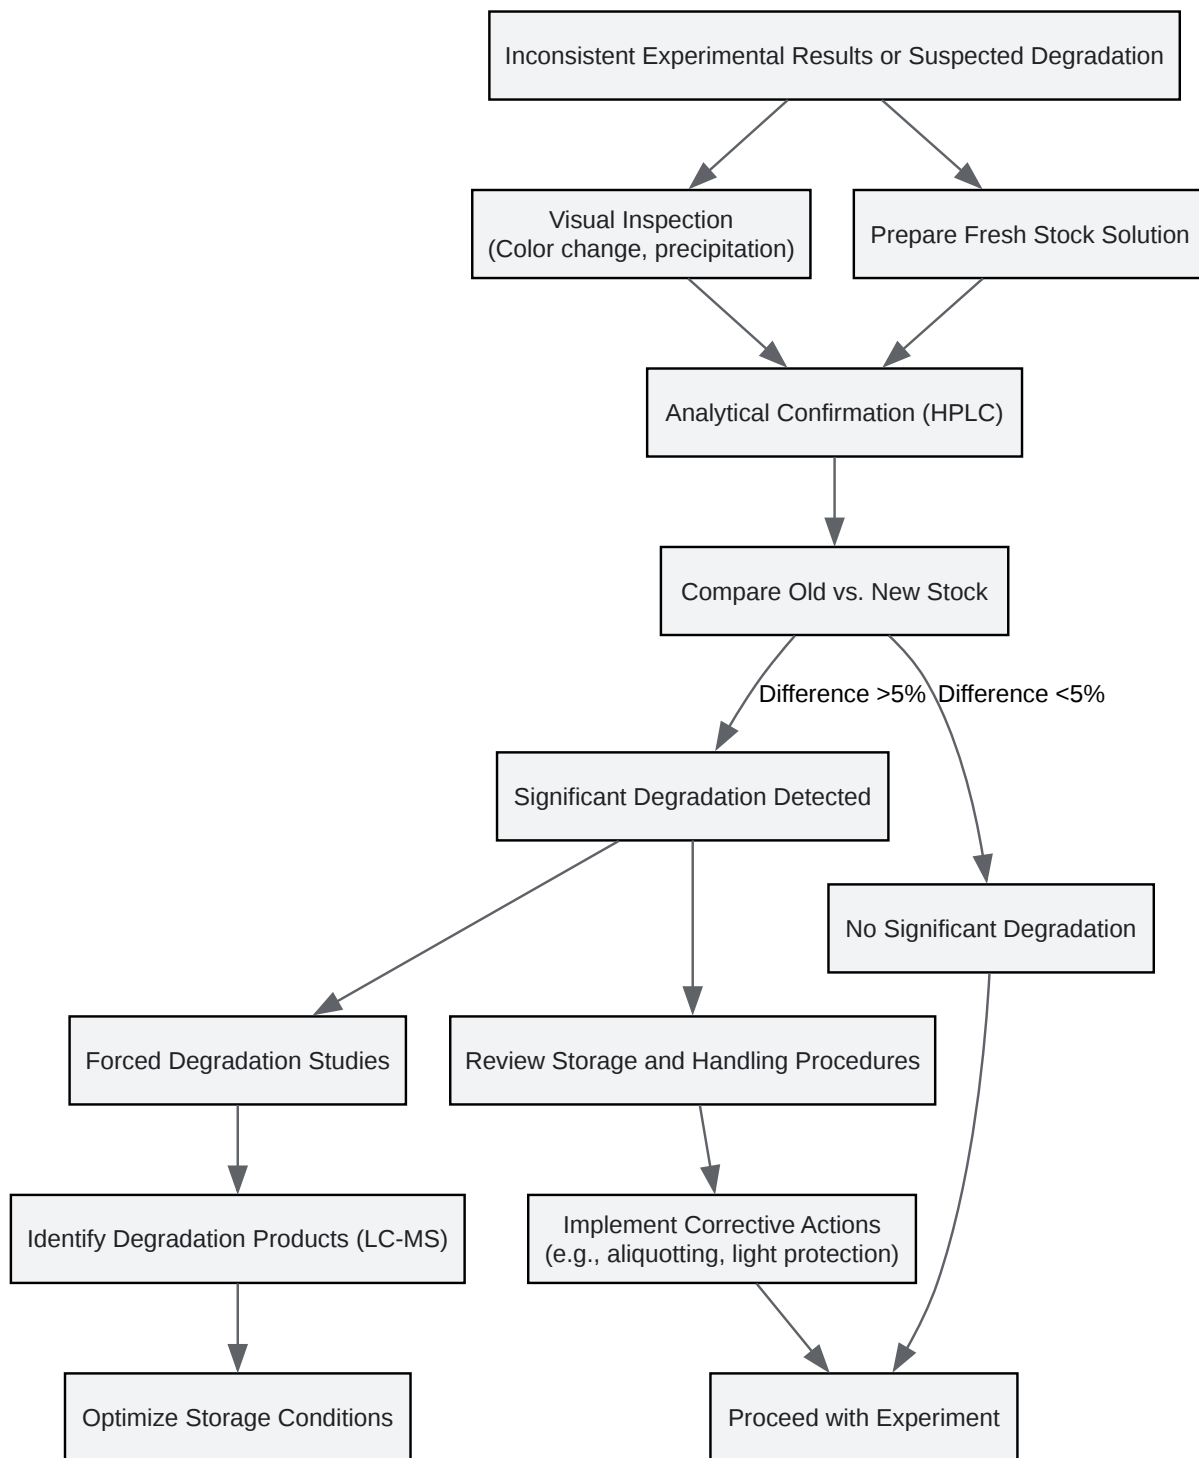 Inconsistent Experimental Results or Suspected Degradation
Visual Inspection
(Color change, precipitation)
Prepare Fresh Stock Solution
Analytical Confirmation (HPLC)
Compare Old vs. New Stock
Difference >5%
Difference <5%
Significant Degradation Detected
No Significant Degradation
Forced Degradation Studies
Review Storage and Handling Procedures
Identify Degradation Products (LC-MS)
Implement Corrective Actions
(e.g., aliquotting, light protection)
Optimize Storage Conditions
Proceed with Experiment